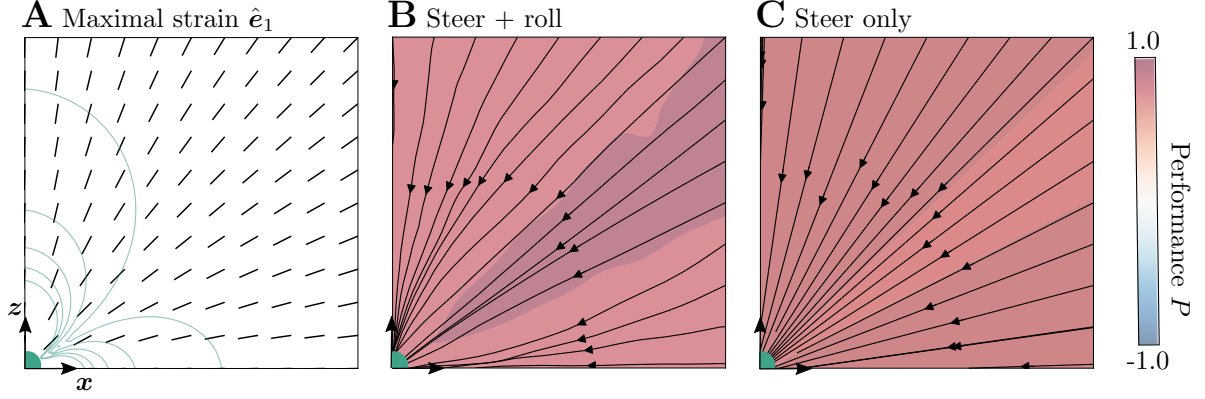 A Maximal strain ê₁
B Steer + roll
C Steer only
1.0
Performance P
-1.0
z
x